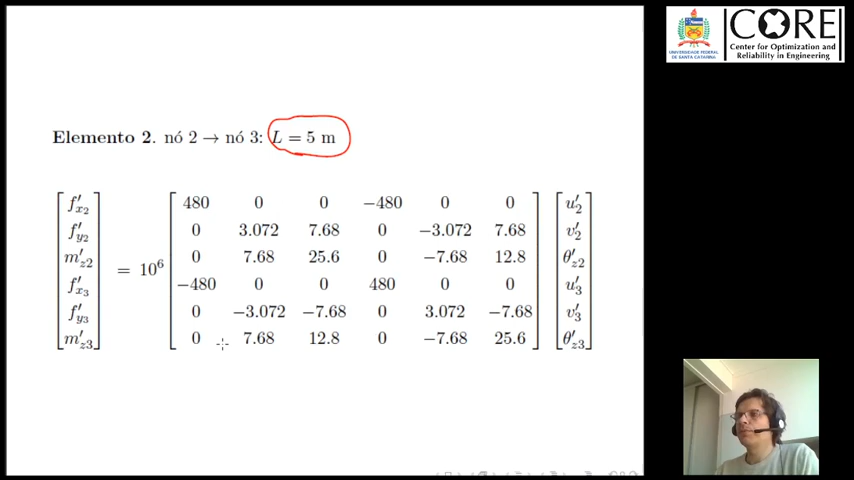 CORE
Center for Optimization and
Reliability in Engineering
UNIVERSIDADE FEDERAL
DE SANTA CATARINA
Elemento 2. nó 2 → nó 3: L = 5 m
f′x2 480 0 0 −480 0 0 u′2
f′y2 0 3.072 7.68 0 −3.072 7.68 v′2
m′z2 0 7.68 25.6 0 −7.68 12.8 θ′z2
= 10⁶
f′x3 −480 0 0 480 0 0 u′3
f′y3 0 −3.072 −7.68 0 3.072 −7.68 v′3
m′z3 0 7.68 12.8 0 −7.68 25.6 θ′z3